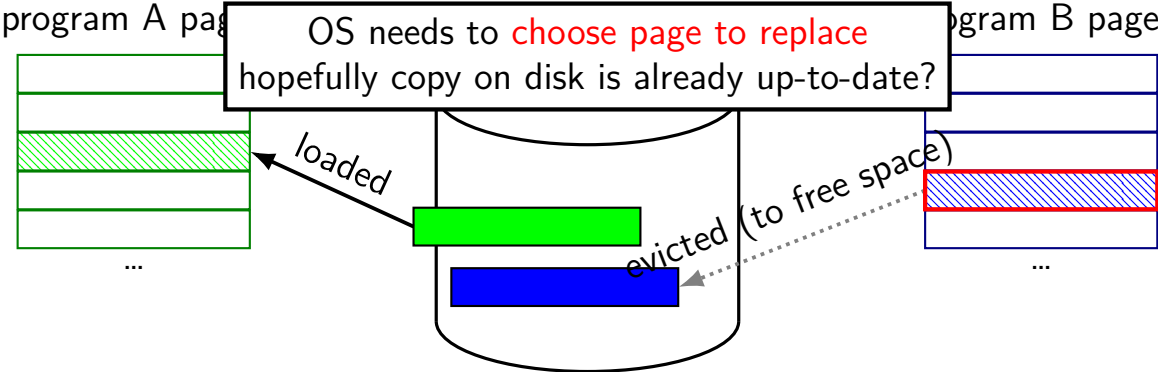 program A pag
OS needs to choose page to replace
hopefully copy on disk is already up-to-date?
ogram B page
loaded
evicted (to free space)
...
...